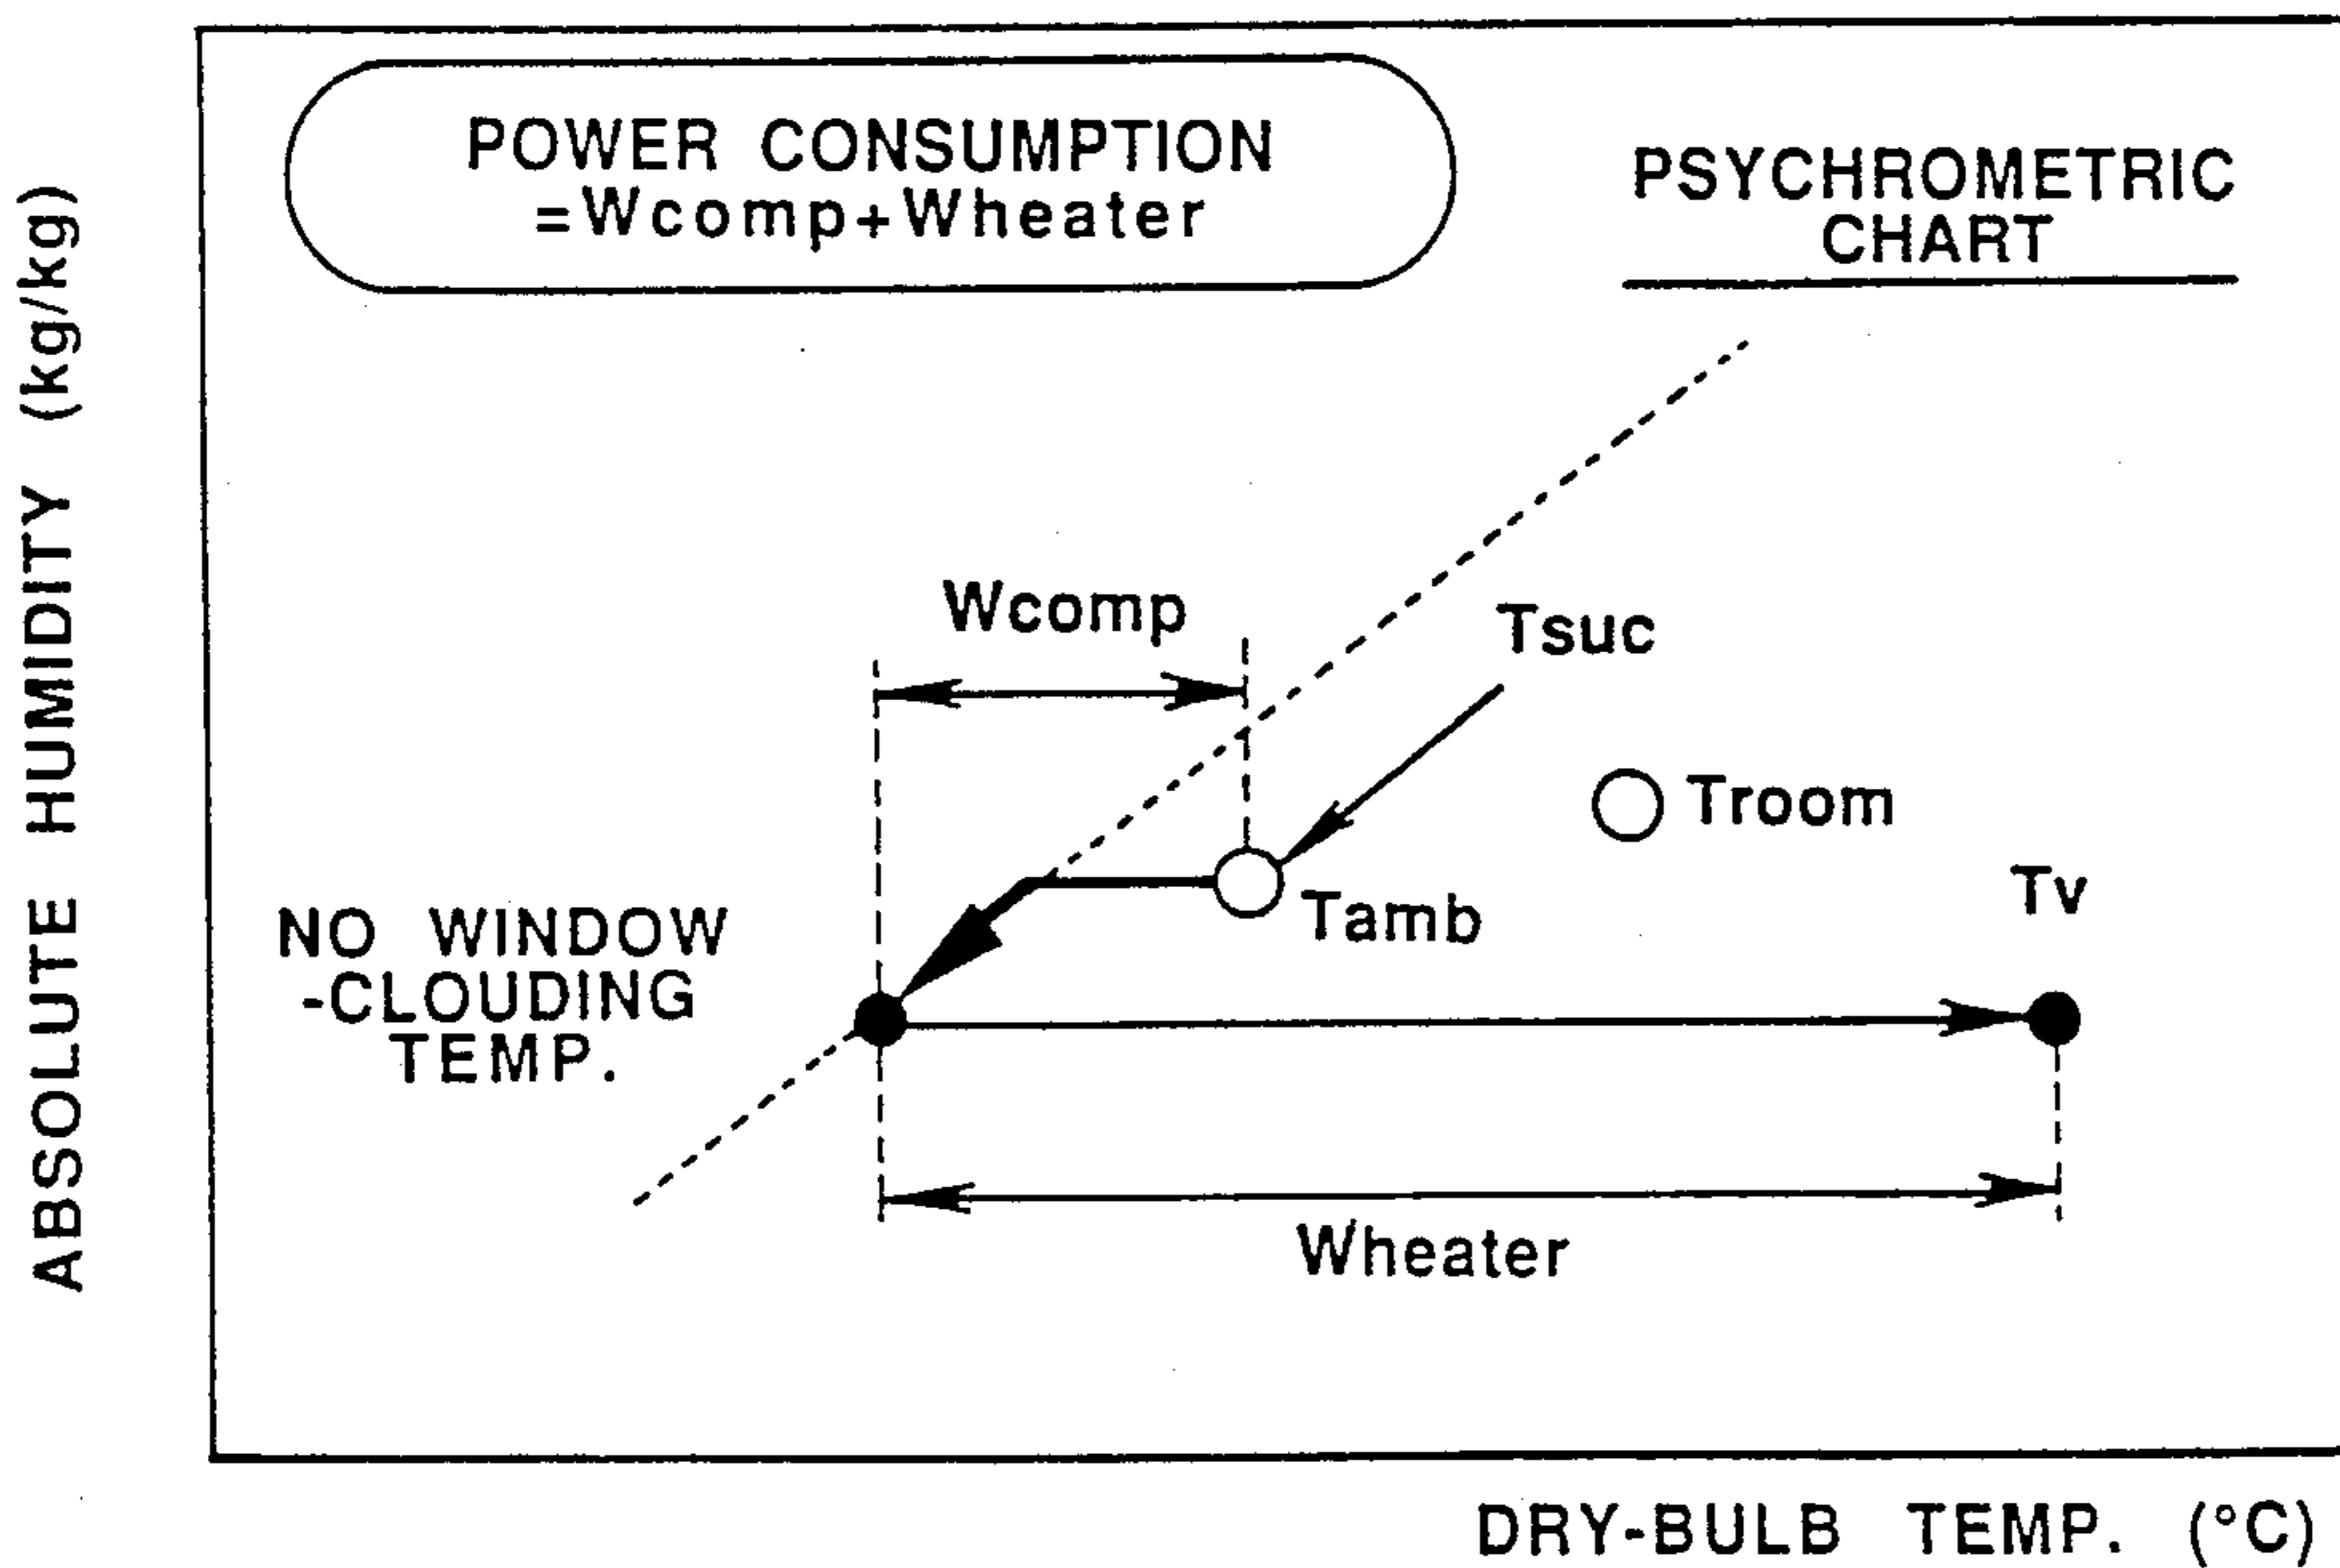 POWER CONSUMPTION
=Wcomp+Wheater
PSYCHROMETRIC
CHART
ABSOLUTE HUMIDITY (kg/kg)
Wcomp
Tsuc
Troom
Tv
Tamb
NO WINDOW
-CLOUDING
TEMP.
Wheater
DRY-BULB TEMP. (°C)